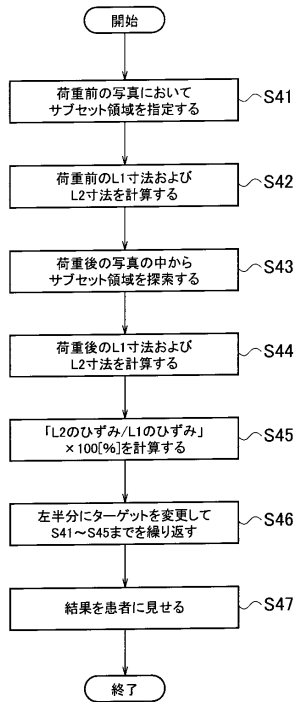 開始
荷重前の写真において
サブセット領域を指定する
S41
荷重前のL1寸法および
L2寸法を計算する
S42
荷重後の写真の中から
サブセット領域を探索する
S43
荷重後のL1寸法および
L2寸法を計算する
S44
「L2のひずみ/L1のひずみ」
×100[%]を計算する
S45
左半分にターゲットを変更して
S41～S45までを繰り返す
S46
結果を患者に見せる
S47
終了